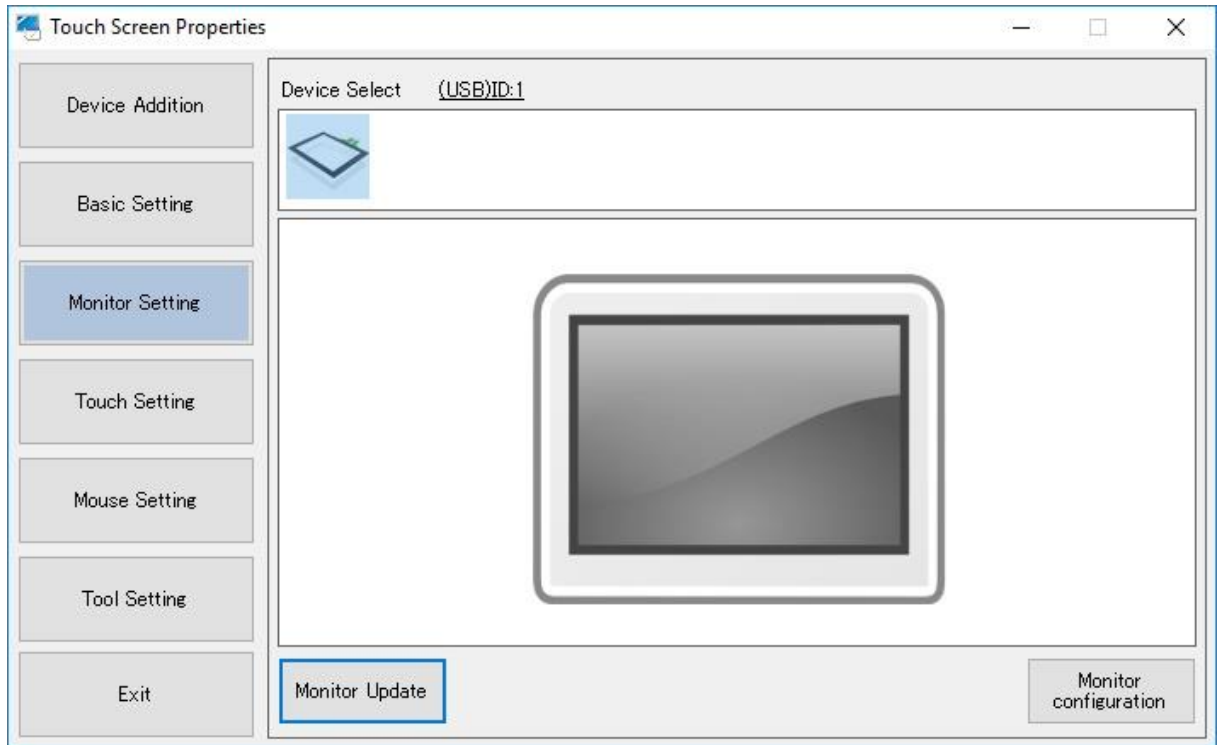 Touch Screen Properties
Device Addition
Basic Setting
Monitor Setting
Touch Setting
Mouse Setting
Tool Setting
Exit
Device Select (USB)ID:1
Monitor Update
Monitor
configuration